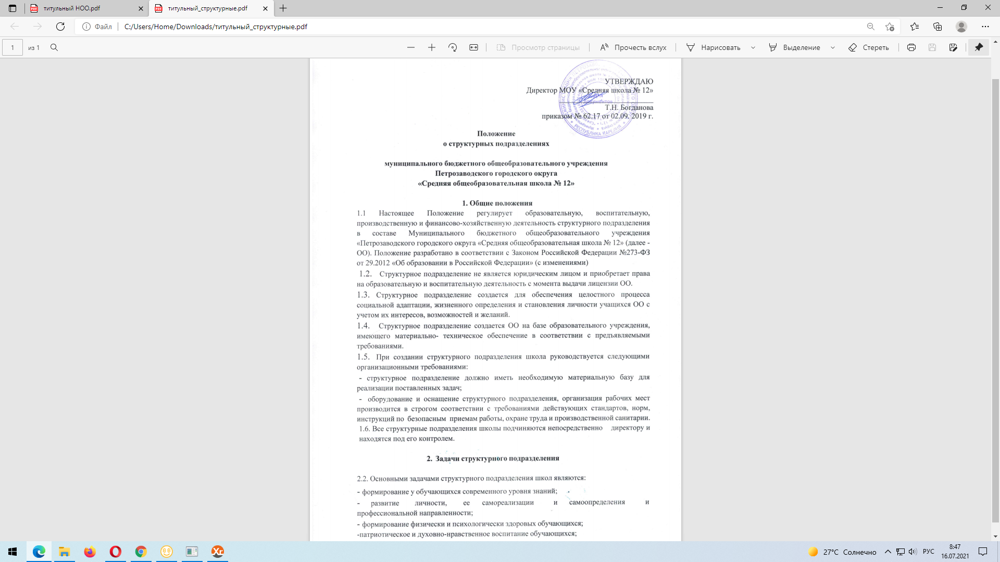 титульный НОО.pdf
титульный_структурные.pdf
Файл
C:/Users/Home/Downloads/титульный_структурные.pdf
1 из 1
Просмотр страницы
Прочесть вслух
Нарисовать
Выделение
Стереть
УТВЕРЖДАЮ
Директор МОУ «Средняя школа № 12»
Т.Н. Богданова
приказом № 62,17 от 02.09. 2019 г.
РЕСПУБЛИКА КАРЕЛИЯ
Положение
о структурных подразделениях
муниципального бюджетного общеобразовательного учреждения
Петрозаводского городского округа
«Средняя общеобразовательная школа № 12»
1. Общие положения
1.1 Настоящее Положение регулирует образовательную, воспитательную,
производственную и финансово-хозяйственную деятельность структурного подразделения
в составе Муниципального бюджетного общеобразовательного учреждения
«Петрозаводского городского округа «Средняя общеобразовательная школа № 12» (далее -
ОО). Положение разработано в соответствии с Законом Российской Федерации №273-ФЗ
от 29.2012 «Об образовании в Российской Федерации» (с изменениями)
1.2. Структурное подразделение не является юридическим лицом и приобретает права
на образовательную и воспитательную деятельность с момента выдачи лицензии ОО.
1.3. Структурное подразделение создается для обеспечения целостного процесса
социальной адаптации, жизненного определения и становления личности учащихся ОО с
учетом их интересов, возможностей и желаний.
1.4. Структурное подразделение создается ОО на базе образовательного учреждения,
имеющего материально- техническое обеспечение в соответствии с предъявляемыми
требованиями.
1.5. При создании структурного подразделения школа руководствуется следующими
организационными требованиями:
- структурное подразделение должно иметь необходимую материальную базу для
реализации поставленных задач;
- оборудование и оснащение структурного подразделения, организация рабочих мест
производится в строгом соответствии с требованиями действующих стандартов, норм,
инструкций по безопасным приемам работы, охране труда и производственной санитарии.
1.6. Все структурные подразделения школы подчиняются непосредственно директору и
находятся под его контролем.
2. Задачи структурного подразделения
2.2. Основными задачами структурного подразделения школ являются:
- формирование у обучающихся современного уровня знаний;
- развитие личности, ее самореализации и самоопределения и
профессиональной направленности;
- формирование физически и психологически здоровых обучающихся;
-патриотическое и духовно-нравственное воспитание обучающихся;
27°C Солнечно
РУС
8:47
16.07.2021